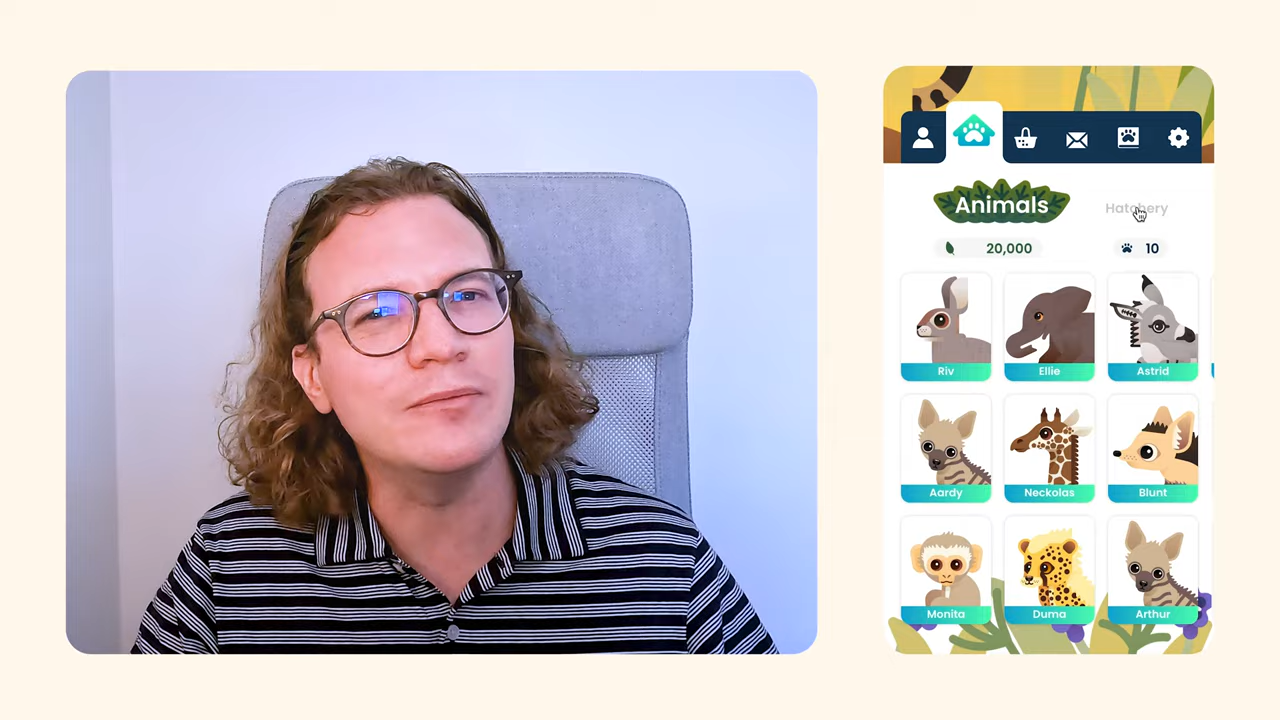 Animals
Hatchery
20,000
10
Riv
Ellie
Astrid
Aardy
Neckolas
Blunt
Monita
Duma
Arthur